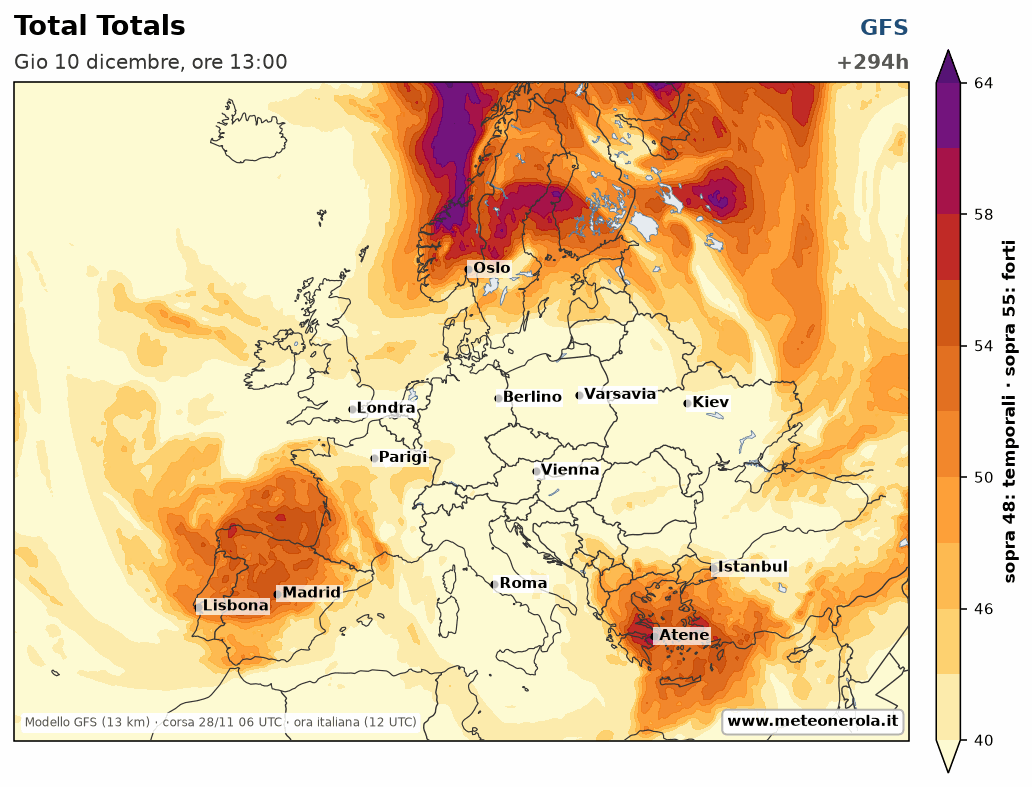 Total Totals
GFS
Gio 10 dicembre, ore 13:00
+294h
64
58
54
50
46
40
sopra 48: temporali · sopra 55: forti
Oslo
Berlino
Varsavia
Kiev
Londra
Parigi
Vienna
Istanbul
Roma
Madrid
Lisbona
Atene
Modello GFS (13 km) · corsa 28/11 06 UTC · ora italiana (12 UTC)
www.meteonerola.it